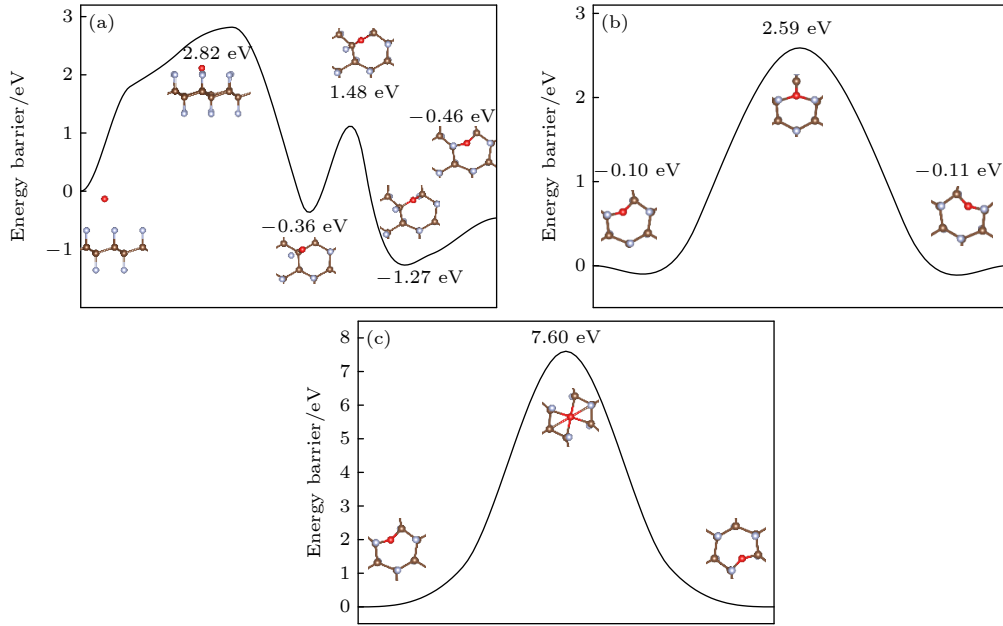 (a)
Energy barrier/eV
3
2
1
0
−1
2.82 eV
1.48 eV
−0.46 eV
−0.36 eV
−1.27 eV
(b)
Energy barrier/eV
3
2
1
0
2.59 eV
−0.10 eV
−0.11 eV
(c)
Energy barrier/eV
8
7
6
5
4
3
2
1
0
7.60 eV